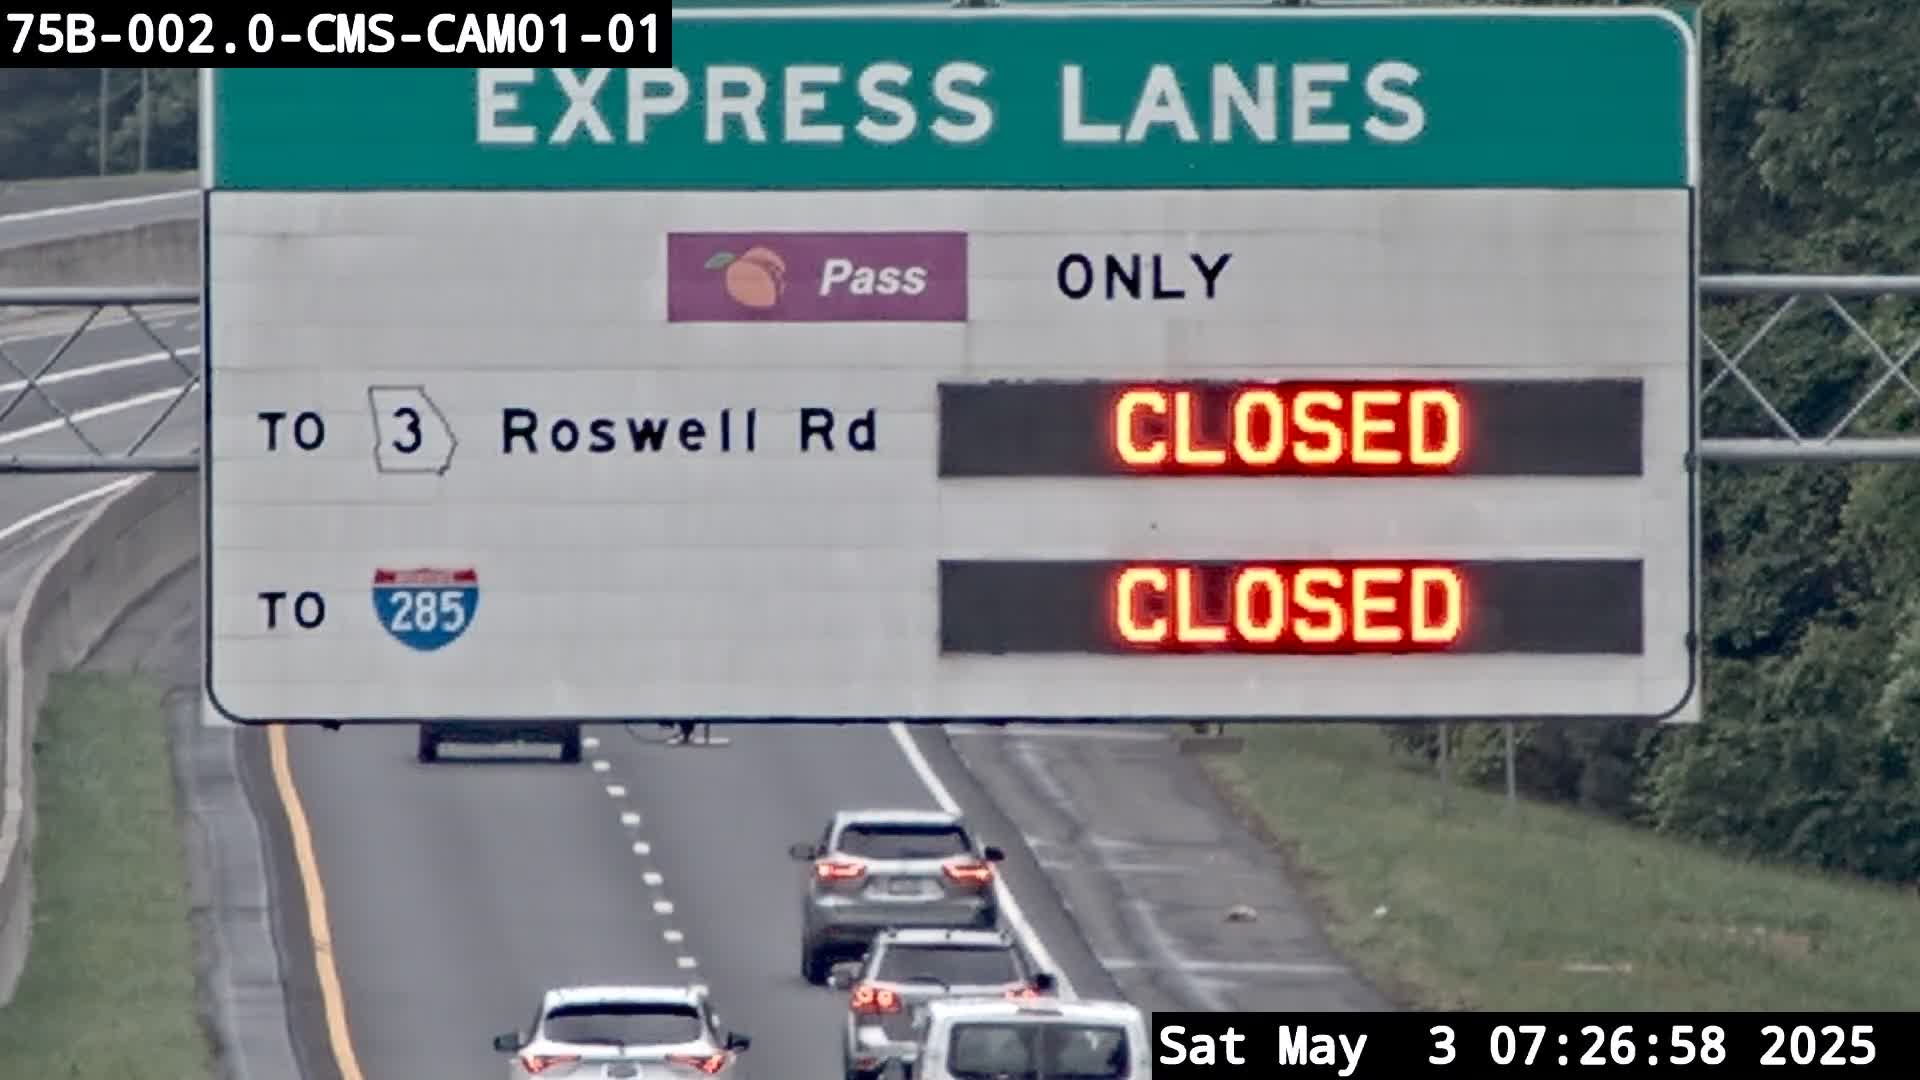 75B-002.0-CMS-CAM01-01
EXPRESS LANES
Pass ONLY
TO 3 Roswell Rd CLOSED
TO 285 CLOSED
Sat May 3 07:26:58 2025